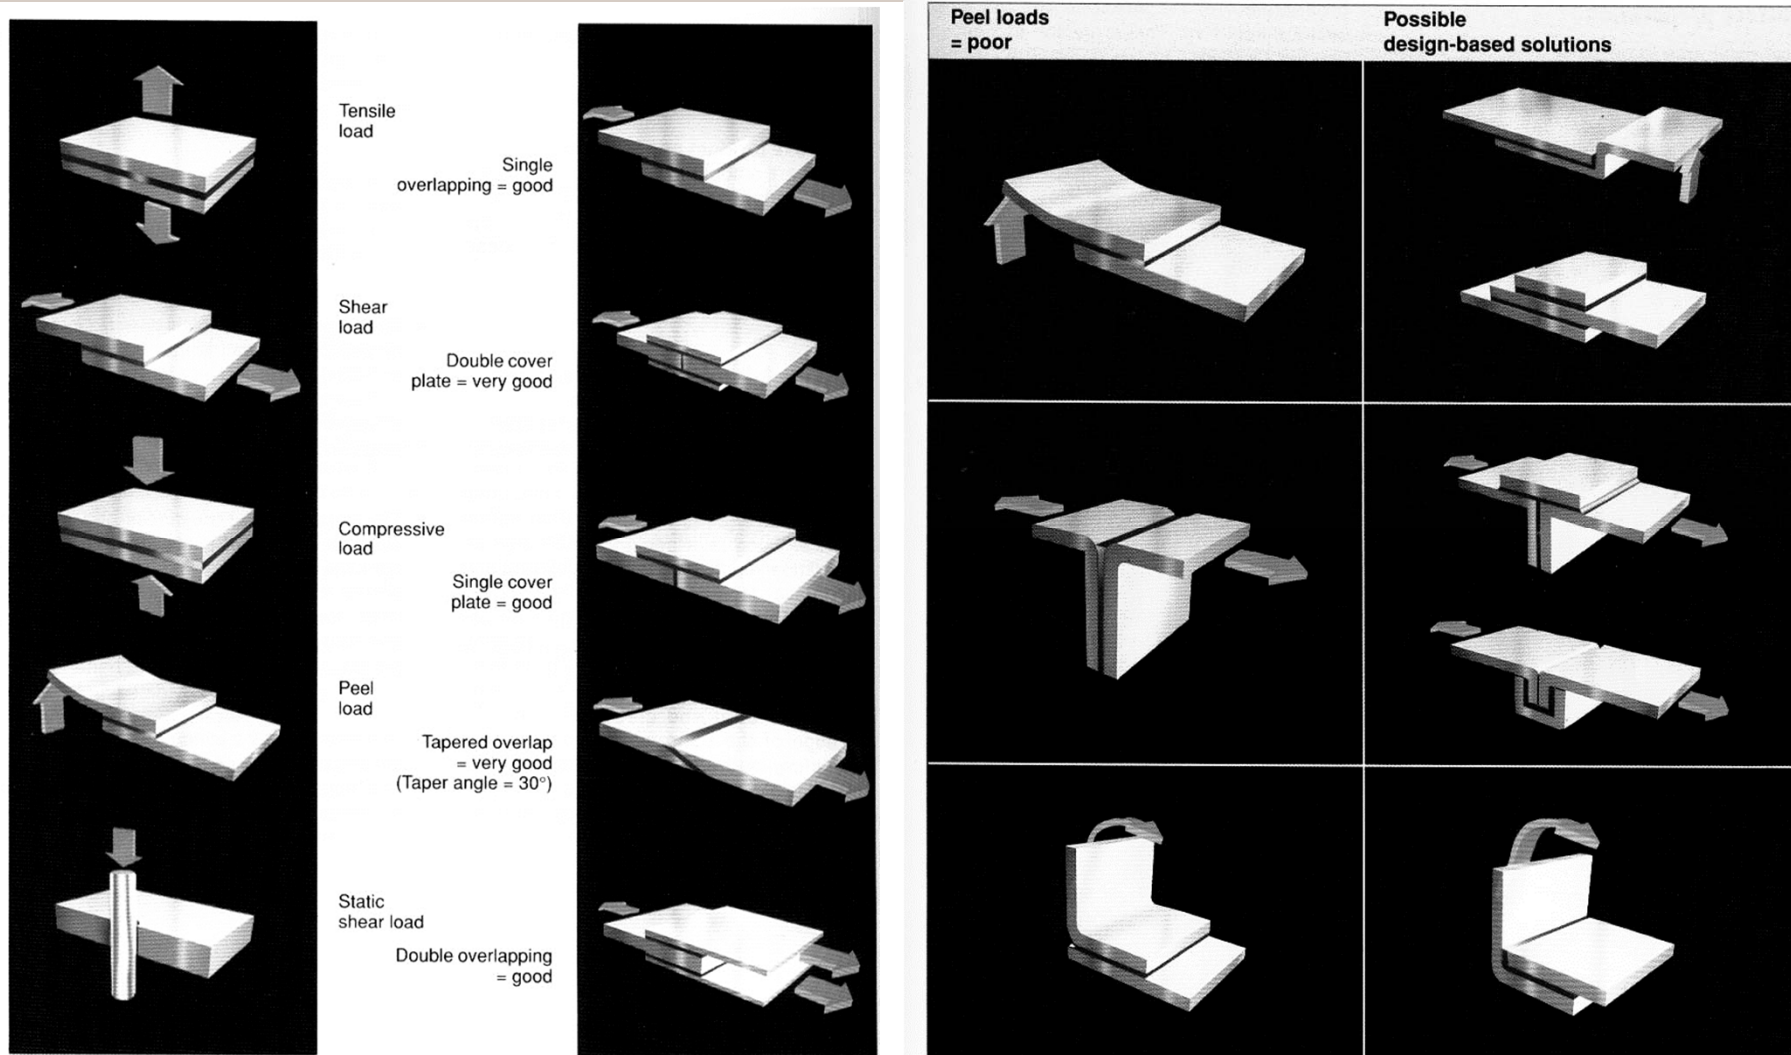 Tensile
load
Single
overlapping = good
Shear
load
Double cover
plate = very good
Compressive
load
Single cover
plate = good
Peel
load
Tapered overlap
= very good
(Taper angle = 30°)
Static
shear load
Double overlapping
= good
Peel loads
= poor
Possible
design-based solutions